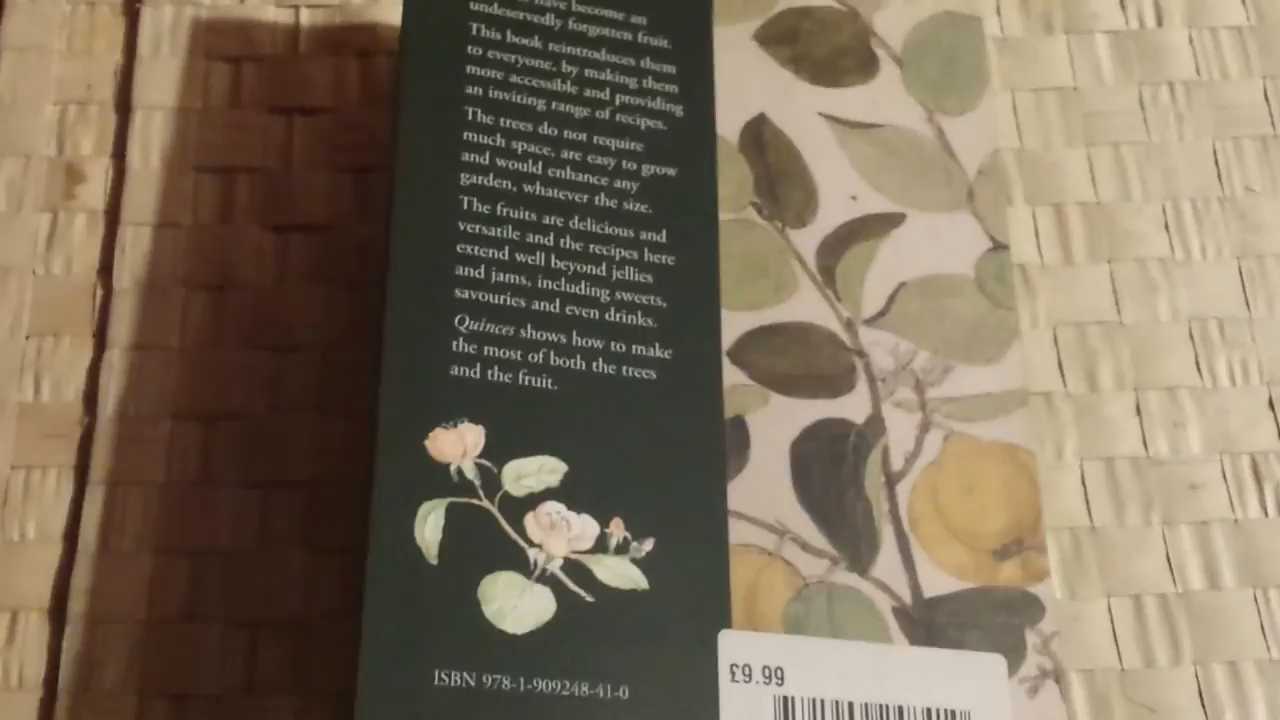 have become an
undeservedly forgotten fruit.
This book reintroduces them
to everyone, by making them
more accessible and providing
an inviting range of recipes.
The trees do not require
much space, are easy to grow
and would enhance any
garden, whatever the size.
The fruits are delicious and
versatile and the recipes here
extend well beyond jellies
and jams, including sweets,
savouries and even drinks.
Quinces shows how to make
the most of both the trees
and the fruit.
ISBN 978-1-909248-41-0
£9.99